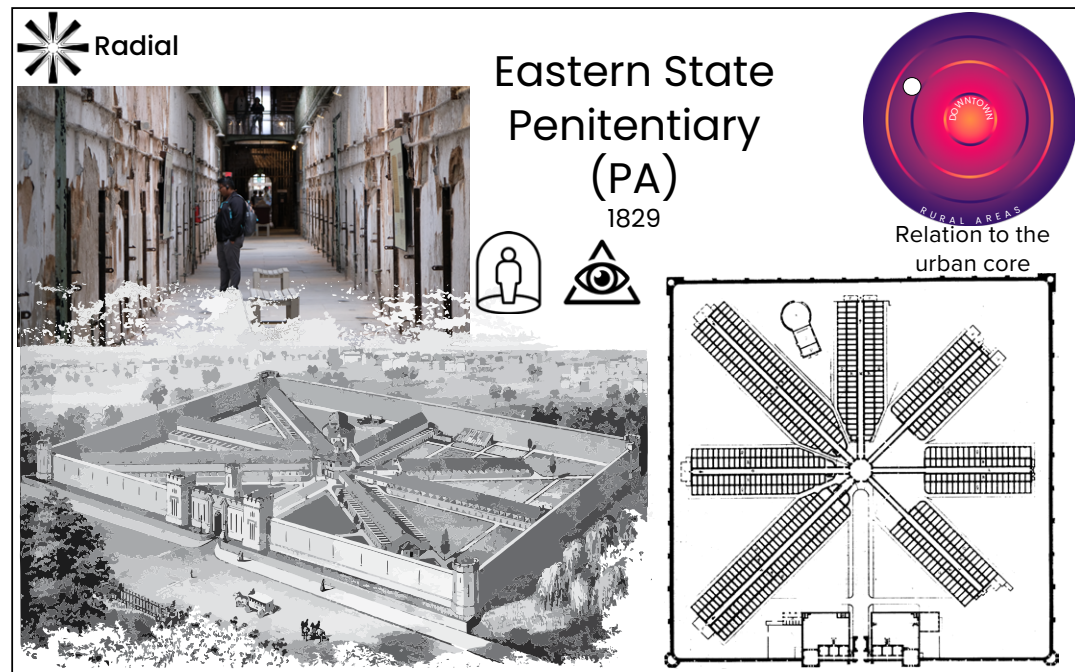 Radial
Eastern State
Penitentiary
(PA)
1829
DOWNTOWN
RURAL AREAS
Relation to the
urban core